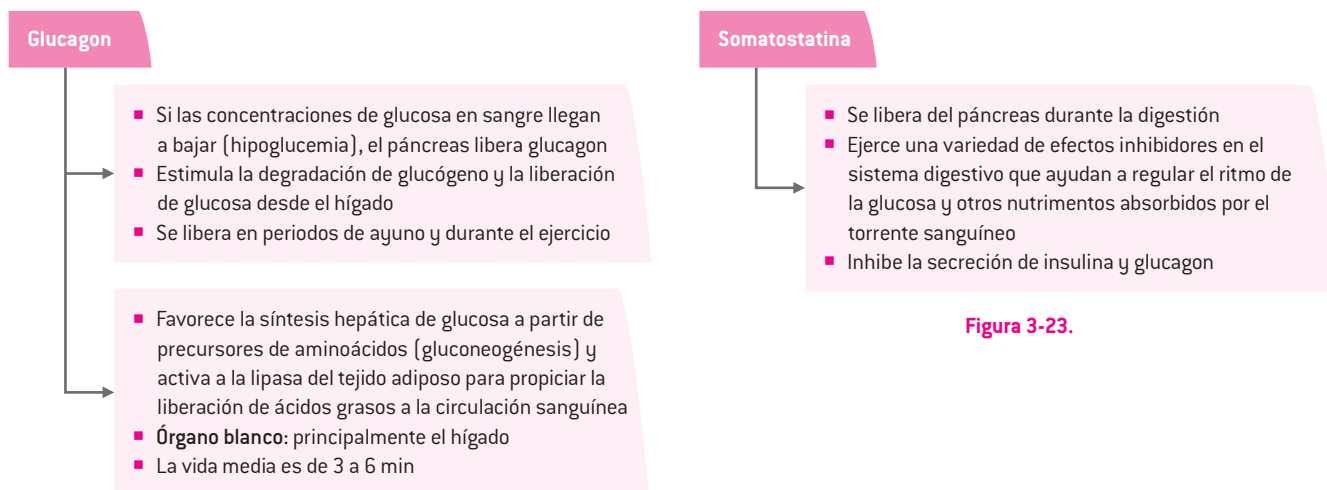 Glucagon
■ Si las concentraciones de glucosa en sangre llegan
a bajar (hipoglucemia), el páncreas libera glucagon
■ Estimula la degradación de glucógeno y la liberación
de glucosa desde el hígado
■ Se libera en periodos de ayuno y durante el ejercicio
■ Favorece la síntesis hepática de glucosa a partir de
precursores de aminoácidos (gluconeogénesis) y
activa a la lipasa del tejido adiposo para propiciar la
liberación de ácidos grasos a la circulación sanguínea
■ Órgano blanco: principalmente el hígado
■ La vida media es de 3 a 6 min
Somatostatina
■ Se libera del páncreas durante la digestión
■ Ejerce una variedad de efectos inhibidores en el
sistema digestivo que ayudan a regular el ritmo de
la glucosa y otros nutrimentos absorbidos por el
torrente sanguíneo
■ Inhibe la secreción de insulina y glucagon
Figura 3-23.